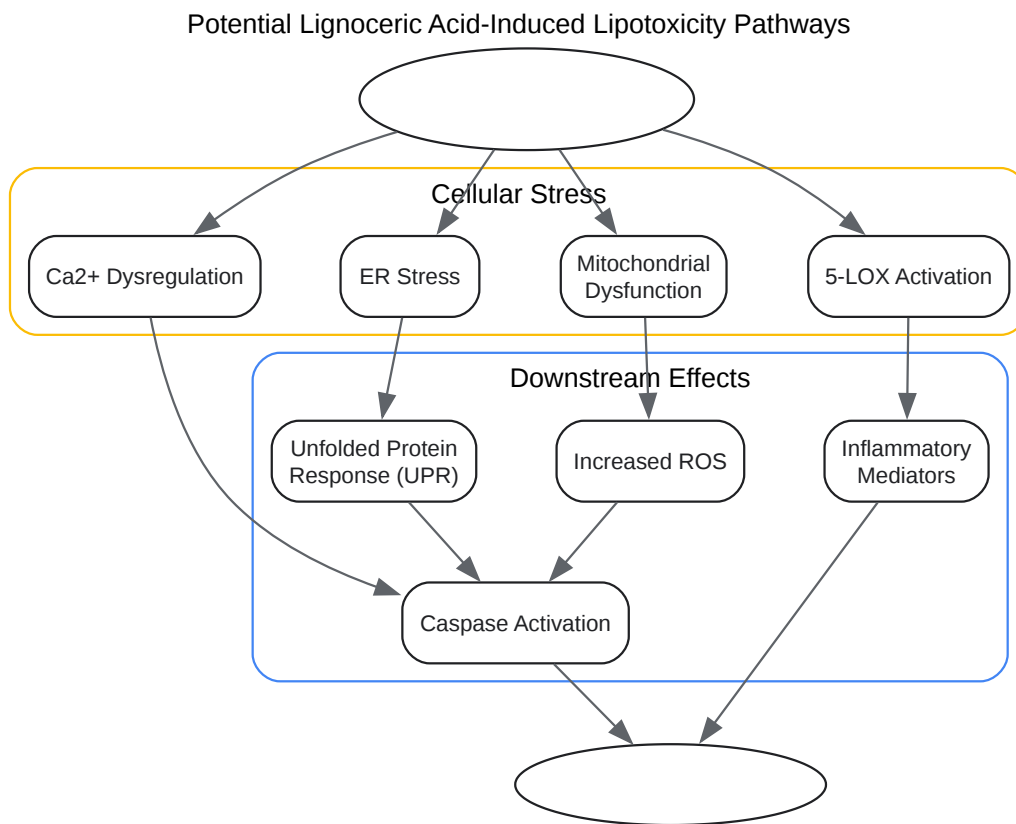 Potential Lignoceric Acid-Induced Lipotoxicity Pathways
Cellular Stress
Ca2+ Dysregulation
ER Stress
Mitochondrial
Dysfunction
5-LOX Activation
Downstream Effects
Unfolded Protein
Response (UPR)
Increased ROS
Inflammatory
Mediators
Caspase Activation